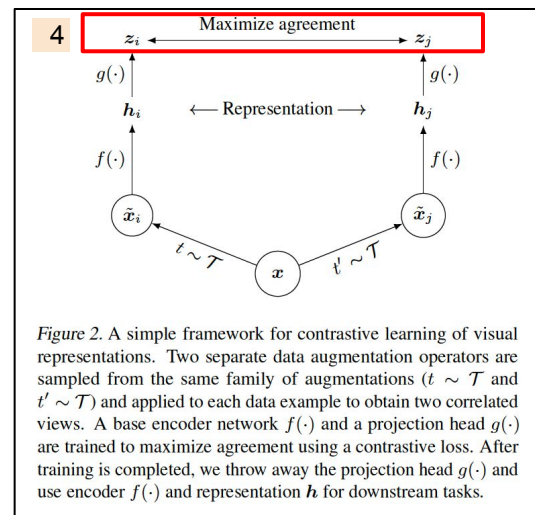 4
Maximize agreement
z_i z_j
g(·) g(·)
h_i ← Representation → h_j
f(·) f(·)
x̃_i x̃_j
t ∼ 𝒯 t′ ∼ 𝒯
x
Figure 2. A simple framework for contrastive learning of visual
representations. Two separate data augmentation operators are
sampled from the same family of augmentations (t ∼ 𝒯 and
t′ ∼ 𝒯) and applied to each data example to obtain two correlated
views. A base encoder network f(·) and a projection head g(·)
are trained to maximize agreement using a contrastive loss. After
training is completed, we throw away the projection head g(·) and
use encoder f(·) and representation h for downstream tasks.